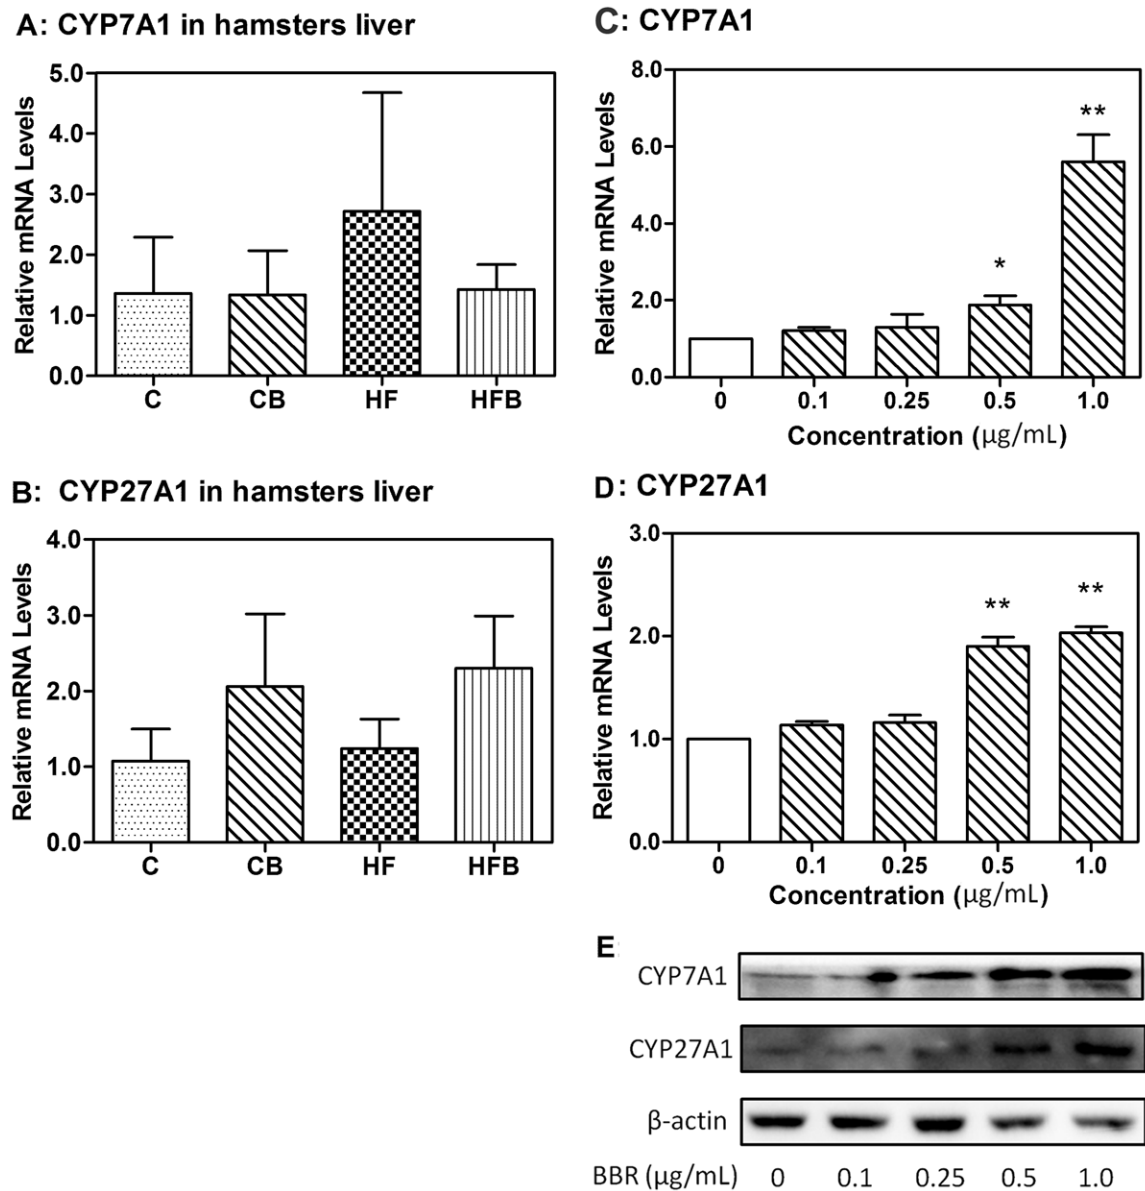 A: CYP7A1 in hamsters liver
Relative mRNA Levels
5.0
4.0
3.0
2.0
1.0
0.0
C CB HF HFB
B: CYP27A1 in hamsters liver
Relative mRNA Levels
4.0
3.0
2.0
1.0
0.0
C CB HF HFB
C: CYP7A1
Relative mRNA Levels
8.0
6.0
4.0
2.0
0.0
*
**
0 0.1 0.25 0.5 1.0
Concentration (µg/mL)
D: CYP27A1
Relative mRNA Levels
3.0
2.0
1.0
0.0
**
**
0 0.1 0.25 0.5 1.0
Concentration (µg/mL)
E:
CYP7A1
CYP27A1
β-actin
BBR (µg/mL) 0 0.1 0.25 0.5 1.0